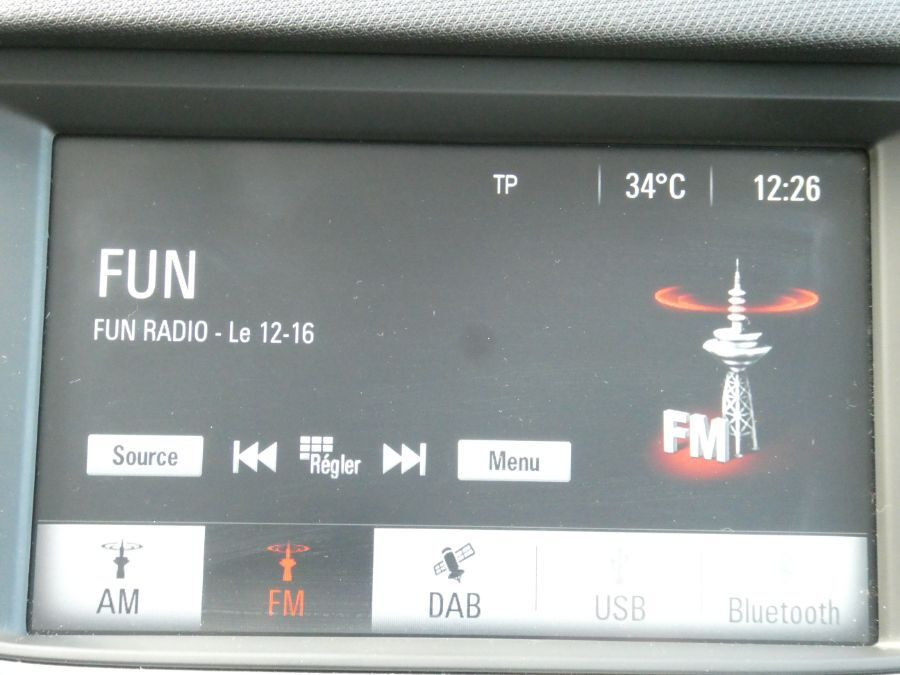 TP 34°C 12:26
FUN
FUN RADIO - Le 12-16
FM
Source Régler Menu
AM FM DAB USB Bluetooth